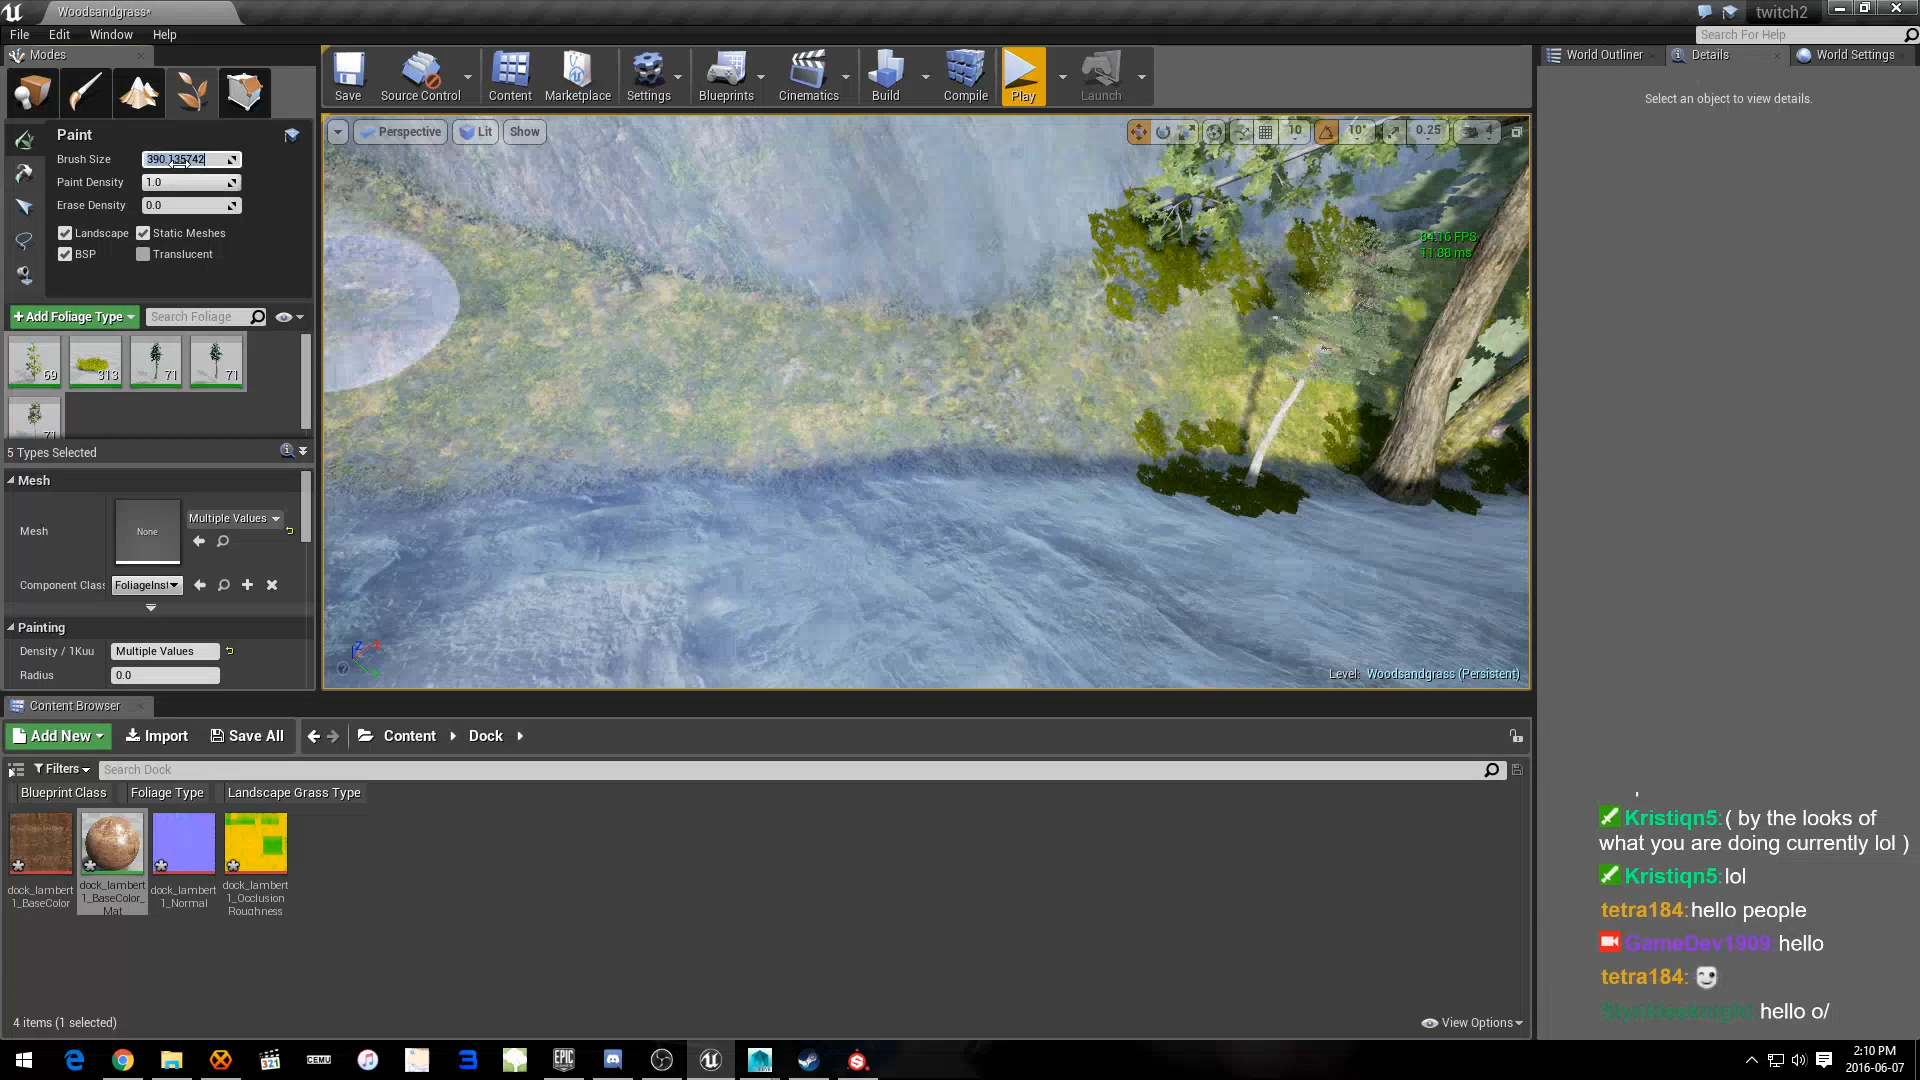 Woodsandgrass*
twitch2
File Edit Window Help
Search For Help
Modes
World Outliner
Details
World Settings
Select an object to view details.
Save
Source Control
Content
Marketplace
Settings
Blueprints
Cinematics
Build
Compile
Play
Launch
Paint
Brush Size 390.135742
Paint Density 1.0
Erase Density 0.0
Landscape Static Meshes
BSP Translucent
Perspective Lit Show
10 10° 0.25 4
84.16 FPS
11.88 ms
+ Add Foliage Type
Search Foliage
69 313 71 71
71
5 Types Selected
Mesh
Mesh None Multiple Values
Component Class FoliageInst
Painting
Density / 1Kuu Multiple Values
Radius 0.0
Z X Y
Level: Woodsandgrass (Persistent)
Content Browser
Add New Import Save All Content Dock
Filters Search Dock
Blueprint Class Foliage Type Landscape Grass Type
dock_lambert
1_BaseColor
dock_lambert
1_BaseColor_
Mat
dock_lambert
1_Normal
dock_lambert
1_Occlusion
Roughness
4 items (1 selected)
View Options
Kristiqn5: ( by the looks of
what you are doing currently lol )
Kristiqn5: lol
tetra184: hello people
GameDev1909: hello
tetra184:
hello o/
321
CEMU
EPIC
GAMES
2:10 PM
2016-06-07